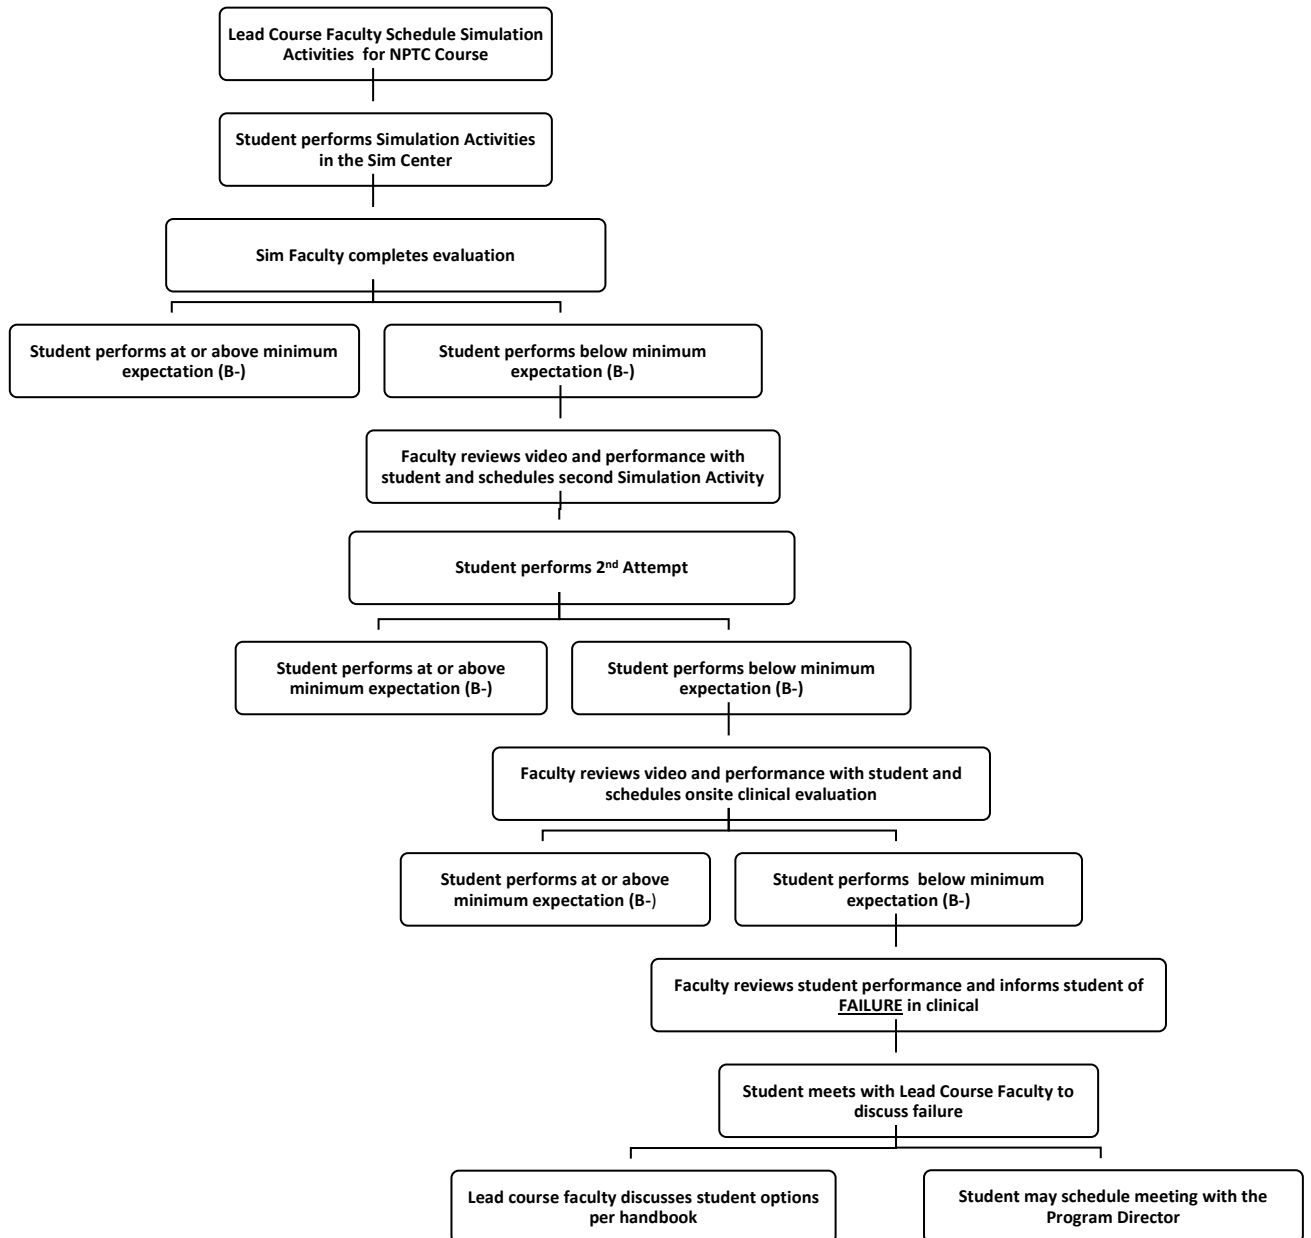 Lead Course Faculty Schedule Simulation
Activities for NPTC Course
Student performs Simulation Activities
in the Sim Center
Sim Faculty completes evaluation
Student performs at or above minimum
expectation (B-)
Student performs below minimum
expectation (B-)
Faculty reviews video and performance with
student and schedules second Simulation Activity
Student performs 2nd Attempt
Student performs at or above
minimum expectation (B-)
Student performs below minimum
expectation (B-)
Faculty reviews video and performance with student and
schedules onsite clinical evaluation
Student performs at or above
minimum expectation (B-)
Student performs below minimum
expectation (B-)
Faculty reviews student performance and informs student of
FAILURE in clinical
Student meets with Lead Course Faculty to
discuss failure
Lead course faculty discusses student options
per handbook
Student may schedule meeting with the
Program Director